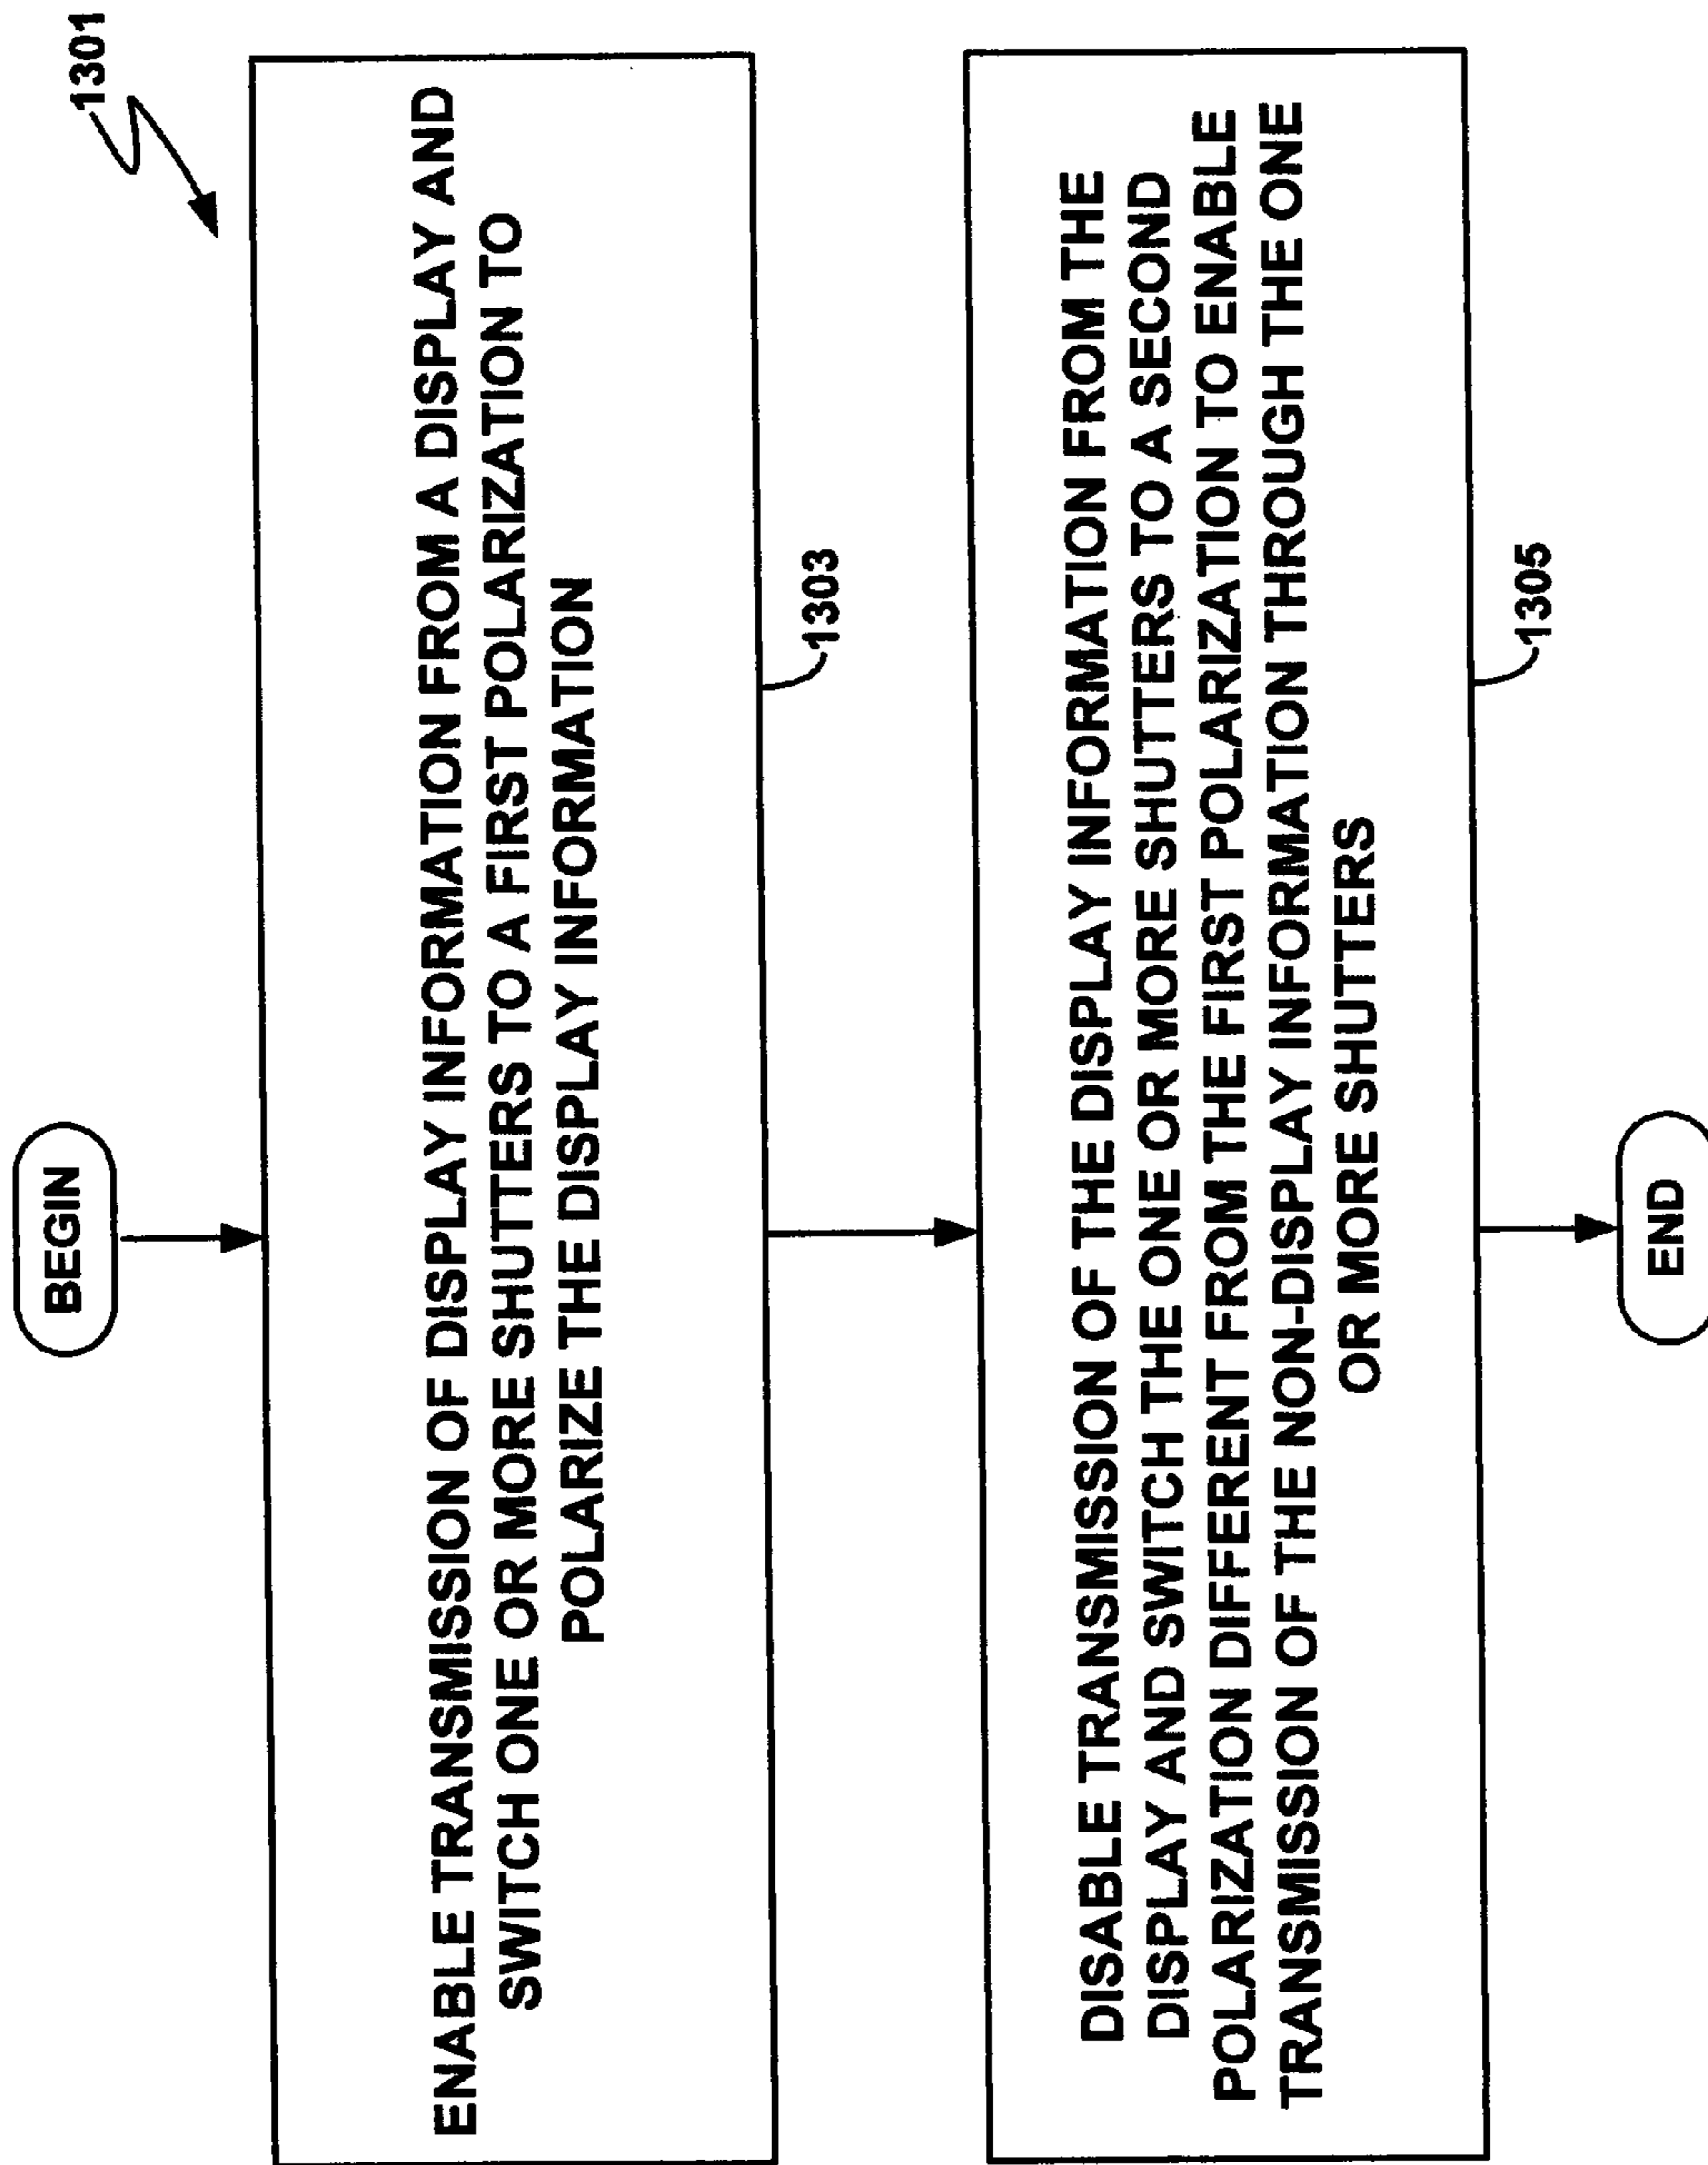 1301
BEGIN
ENABLE TRANSMISSION OF DISPLAY INFORMATION FROM A DISPLAY AND
SWITCH ONE OR MORE SHUTTERS TO A FIRST POLARIZATION TO
POLARIZE THE DISPLAY INFORMATION
1303
DISABLE TRANSMISSION OF THE DISPLAY INFORMATION FROM THE
DISPLAY AND SWITCH THE ONE OR MORE SHUTTERS TO A SECOND
POLARIZATION DIFFERENT FROM THE FIRST POLARIZATION TO ENABLE
TRANSMISSION OF THE NON-DISPLAY INFORMATION THROUGH THE ONE
OR MORE SHUTTERS
1305
END